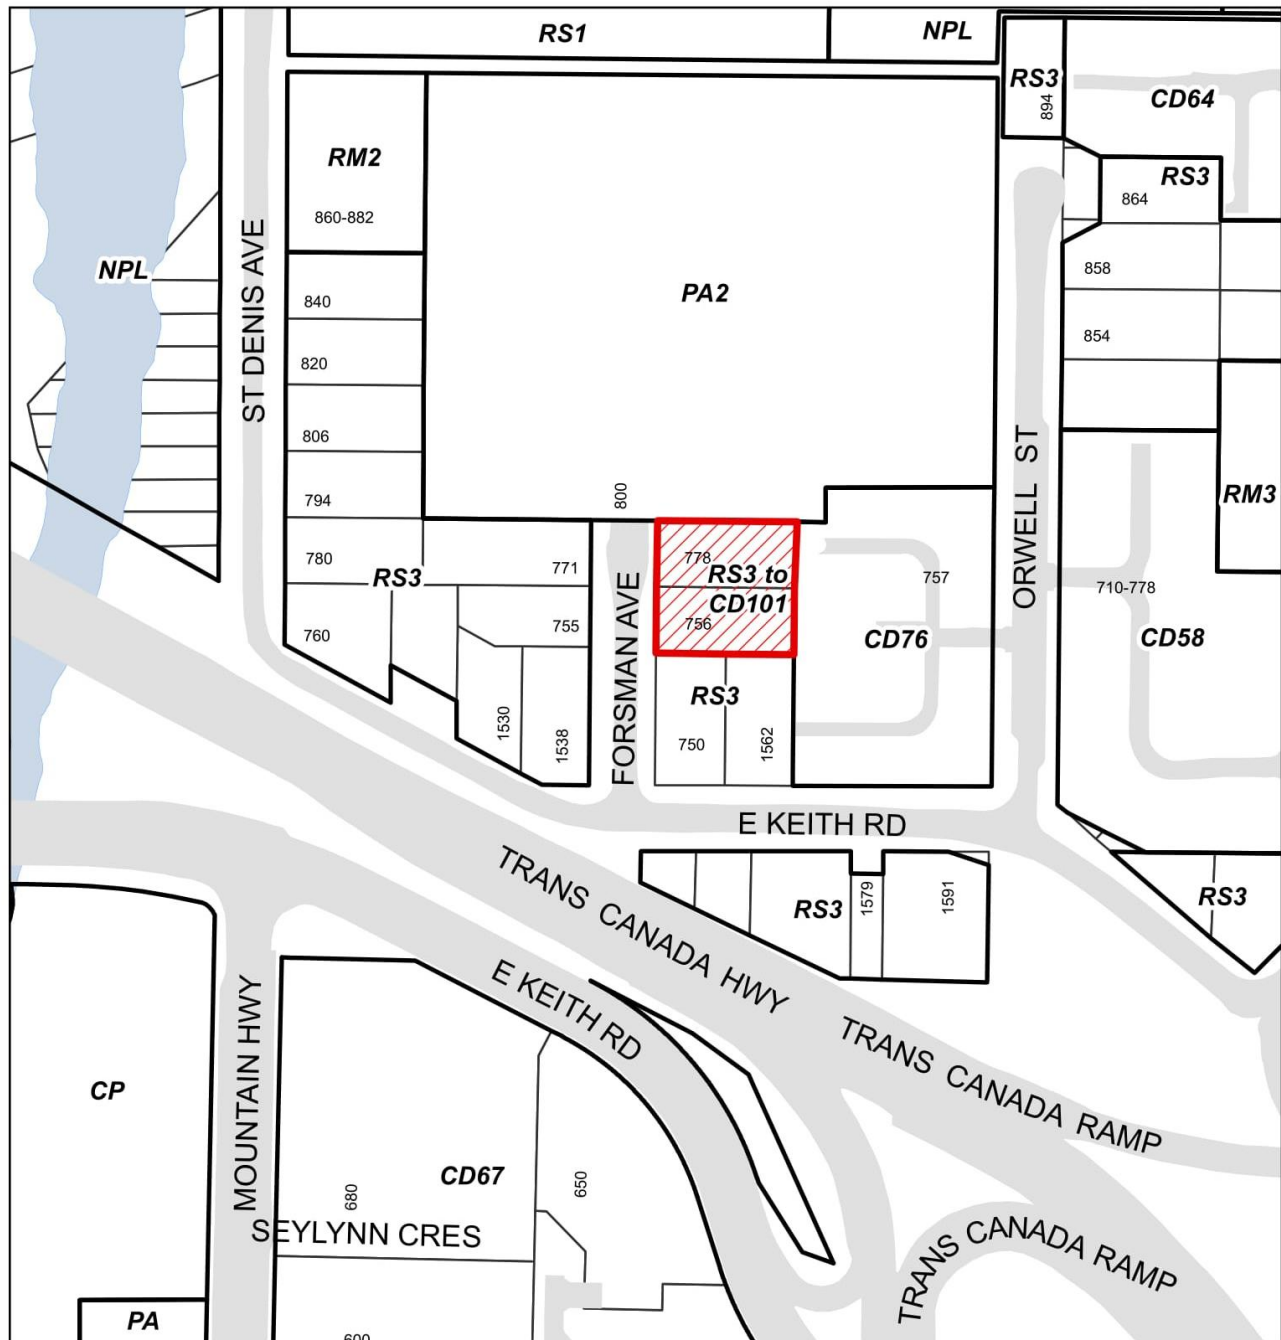 RS1
NPL
RS3
894
CD64
RM2
860-882
RS3
864
ST DENIS AVE
NPL
PA2
858
840
854
820
806
ORWELL ST
RM3
794
800
780
RS3
771
778
RS3 to
CD101
757
710-778
FORSMAN AVE
760
755
756
CD76
CD58
RS3
1530
1538
750
1562
E KEITH RD
TRANS CANADA HWY
RS3
1579
1591
RS3
E KEITH RD
TRANS CANADA RAMP
MOUNTAIN HWY
CP
CD67
680
650
SEYLYNN CRES
TRANS CANADA RAMP
PA
600